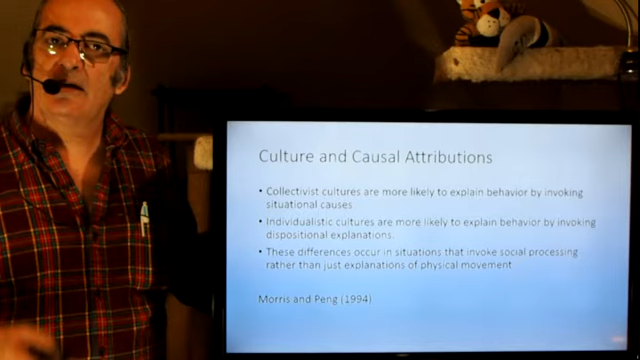 Culture and Causal Attributions
• Collectivist cultures are more likely to explain behavior by invoking
situational causes
• Individualistic cultures are more likely to explain behavior by invoking
dispositional explanations.
• These differences occur in situations that invoke social processing
rather than just explanations of physical movement
Morris and Peng (1994)